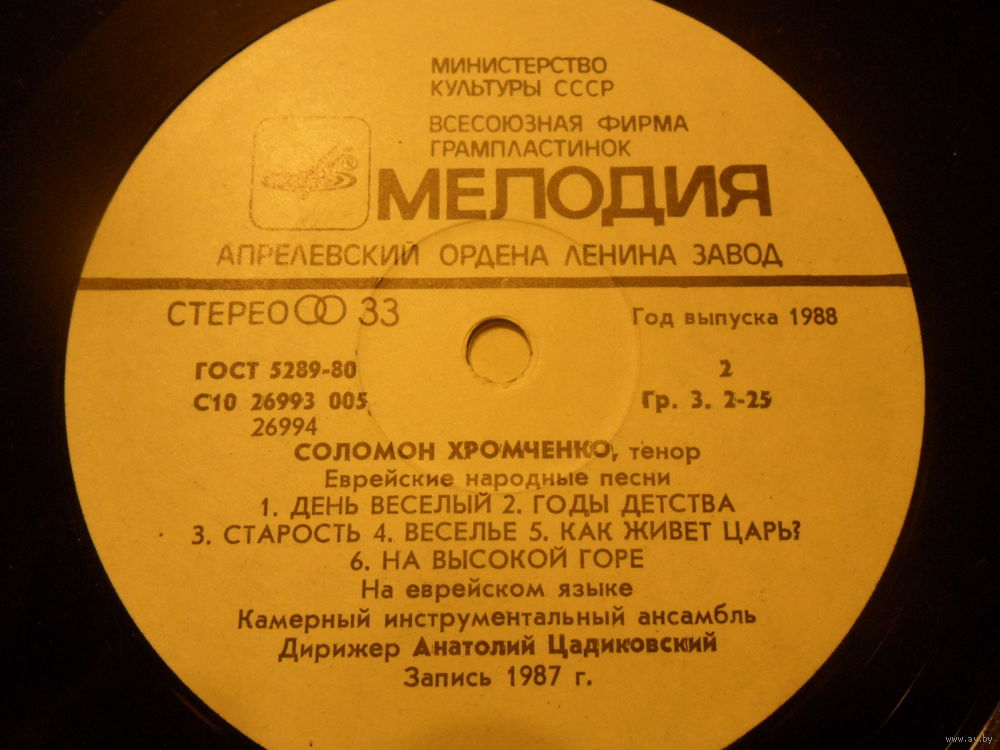 МИНИСТЕРСТВО
КУЛЬТУРЫ СССР
ВСЕСОЮЗНАЯ ФИРМА
ГРАМПЛАСТИНОК
МЕЛОДИЯ
АПРЕЛЕВСКИЙ ОРДЕНА ЛЕНИНА ЗАВОД
СТЕРЕО 33
Год выпуска 1988
ГОСТ 5289-80
2
С10 26993 005
Гр. 3. 2-25
26994
СОЛОМОН ХРОМЧЕНКО, тенор
Еврейские народные песни
1. ДЕНЬ ВЕСЕЛЫЙ 2. ГОДЫ ДЕТСТВА
3. СТАРОСТЬ 4. ВЕСЕЛЬЕ 5. КАК ЖИВЕТ ЦАРЬ?
6. НА ВЫСОКОЙ ГОРЕ
На еврейском языке
Камерный инструментальный ансамбль
Дирижер Анатолий Цадиковский
Запись 1987 г.
www.av.by